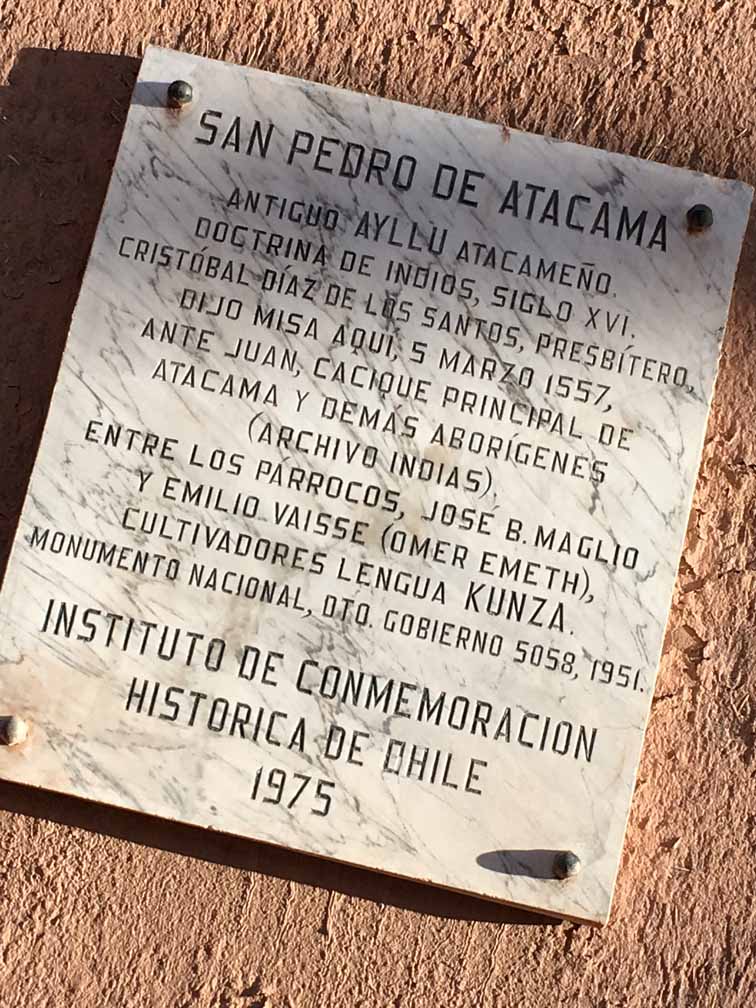 SAN PEDRO DE ATACAMA
ANTIGUO AYLLU ATACAMEÑO.
DOCTRINA DE INDIOS, SIGLO XVI.
CRISTÓBAL DÍAZ DE LOS SANTOS, PRESBÍTERO,
DIJO MISA AQUÍ, 5 MARZO 1557,
ANTE JUAN, CACIQUE PRINCIPAL DE
ATACAMA Y DEMÁS ABORÍGENES
(ARCHIVO INDIAS).
ENTRE LOS PÁRROCOS, JOSÉ B. MAGLIO
Y EMILIO VAISSE (OMER EMETH),
CULTIVADORES LENGUA KUNZA.
MONUMENTO NACIONAL, DTO. GOBIERNO 5058, 1951.
INSTITUTO DE CONMEMORACION
HISTORICA DE CHILE
1975